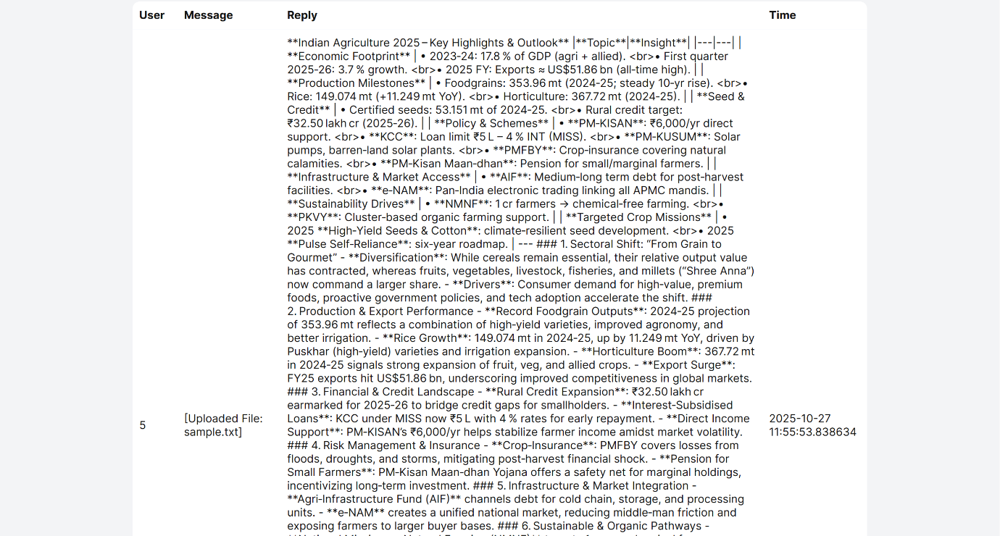 User Message Reply Time
**Indian Agriculture 2025 – Key Highlights & Outlook** |**Topic**|**Insight**| |---|---| |
**Economic Footprint** | • 2023‑24: 17.8 % of GDP (agri + allied). <br>• First quarter
2025‑26: 3.7 % growth. <br>• 2025 FY: Exports ≈ US$51.86 bn (all‑time high). | |
**Production Milestones** | • Foodgrains: 353.96 mt (2024‑25; steady 10‑yr rise). <br>•
Rice: 149.074 mt (+11.249 mt YoY). <br>• Horticulture: 367.72 mt (2024‑25). | | **Seed &
Credit** | • Certified seeds: 53.151 mt of 2024‑25. <br>• Rural credit target:
₹32.50 lakh cr (2025‑26). | | **Policy & Schemes** | • **PM‑KISAN**: ₹6,000/yr direct
support. <br>• **KCC**: Loan limit ₹5 L – 4 % INT (MISS). <br>• **PM‑KUSUM**: Solar
pumps, barren‑land solar plants. <br>• **PMFBY**: Crop‑insurance covering natural
calamities. <br>• **PM‑Kisan Maan‑dhan**: Pension for small/marginal farmers. | |
**Infrastructure & Market Access** | • **AIF**: Medium‑long term debt for post‑harvest
facilities. <br>• **e‑NAM**: Pan‑India electronic trading linking all APMC mandis. | |
**Sustainability Drives** | • **NMNF**: 1 cr farmers → chemical‑free farming. <br>•
**PKVY**: Cluster‑based organic farming support. | | **Targeted Crop Missions** | •
2025 **High‑Yield Seeds & Cotton**: climate‑resilient seed development. <br>• 2025
**Pulse Self‑Reliance**: six‑year roadmap. | --- ### 1. Sectoral Shift: “From Grain to
Gourmet” - **Diversification**: While cereals remain essential, their relative output value
has contracted, whereas fruits, vegetables, livestock, fisheries, and millets (“Shree Anna”)
now command a larger share. - **Drivers**: Consumer demand for high‑value, premium
foods, proactive government policies, and tech adoption accelerate the shift. ###
2. Production & Export Performance - **Record Foodgrain Outputs**: 2024‑25 projection
of 353.96 mt reflects a combination of high‑yield varieties, improved agronomy, and
better irrigation. - **Rice Growth**: 149.074 mt in 2024‑25, up by 11.249 mt YoY, driven by
Puskhar (high‑yield) varieties and irrigation expansion. - **Horticulture Boom**: 367.72 mt
in 2024‑25 signals strong expansion of fruit, veg, and allied crops. - **Export Surge**:
FY25 exports hit US$51.86 bn, underscoring improved competitiveness in global markets.
### 3. Financial & Credit Landscape - **Rural Credit Expansion**: ₹32.50 lakh cr
earmarked for 2025‑26 to bridge credit gaps for smallholders. - **Interest‑Subsidised
Loans**: KCC under MISS now ₹5 L with 4 % rates for early repayment. - **Direct Income
Support**: PM‑KISAN’s ₹6,000/yr helps stabilize farmer income amidst market volatility.
### 4. Risk Management & Insurance - **Crop‑Insurance**: PMFBY covers losses from
floods, droughts, and storms, mitigating post‑harvest financial shock. - **Pension for
Small Farmers**: PM‑Kisan Maan‑dhan Yojana offers a safety net for marginal holdings,
incentivizing long‑term investment. ### 5. Infrastructure & Market Integration -
**Agri‑Infrastructure Fund (AIF)** channels debt for cold chain, storage, and processing
units. - **e‑NAM** creates a unified national market, reducing middle‑man friction and
exposing farmers to larger buyer bases. ### 6. Sustainable & Organic Pathways -
5
[Uploaded File:
sample.txt]
2025-10-27
11:55:53.838634